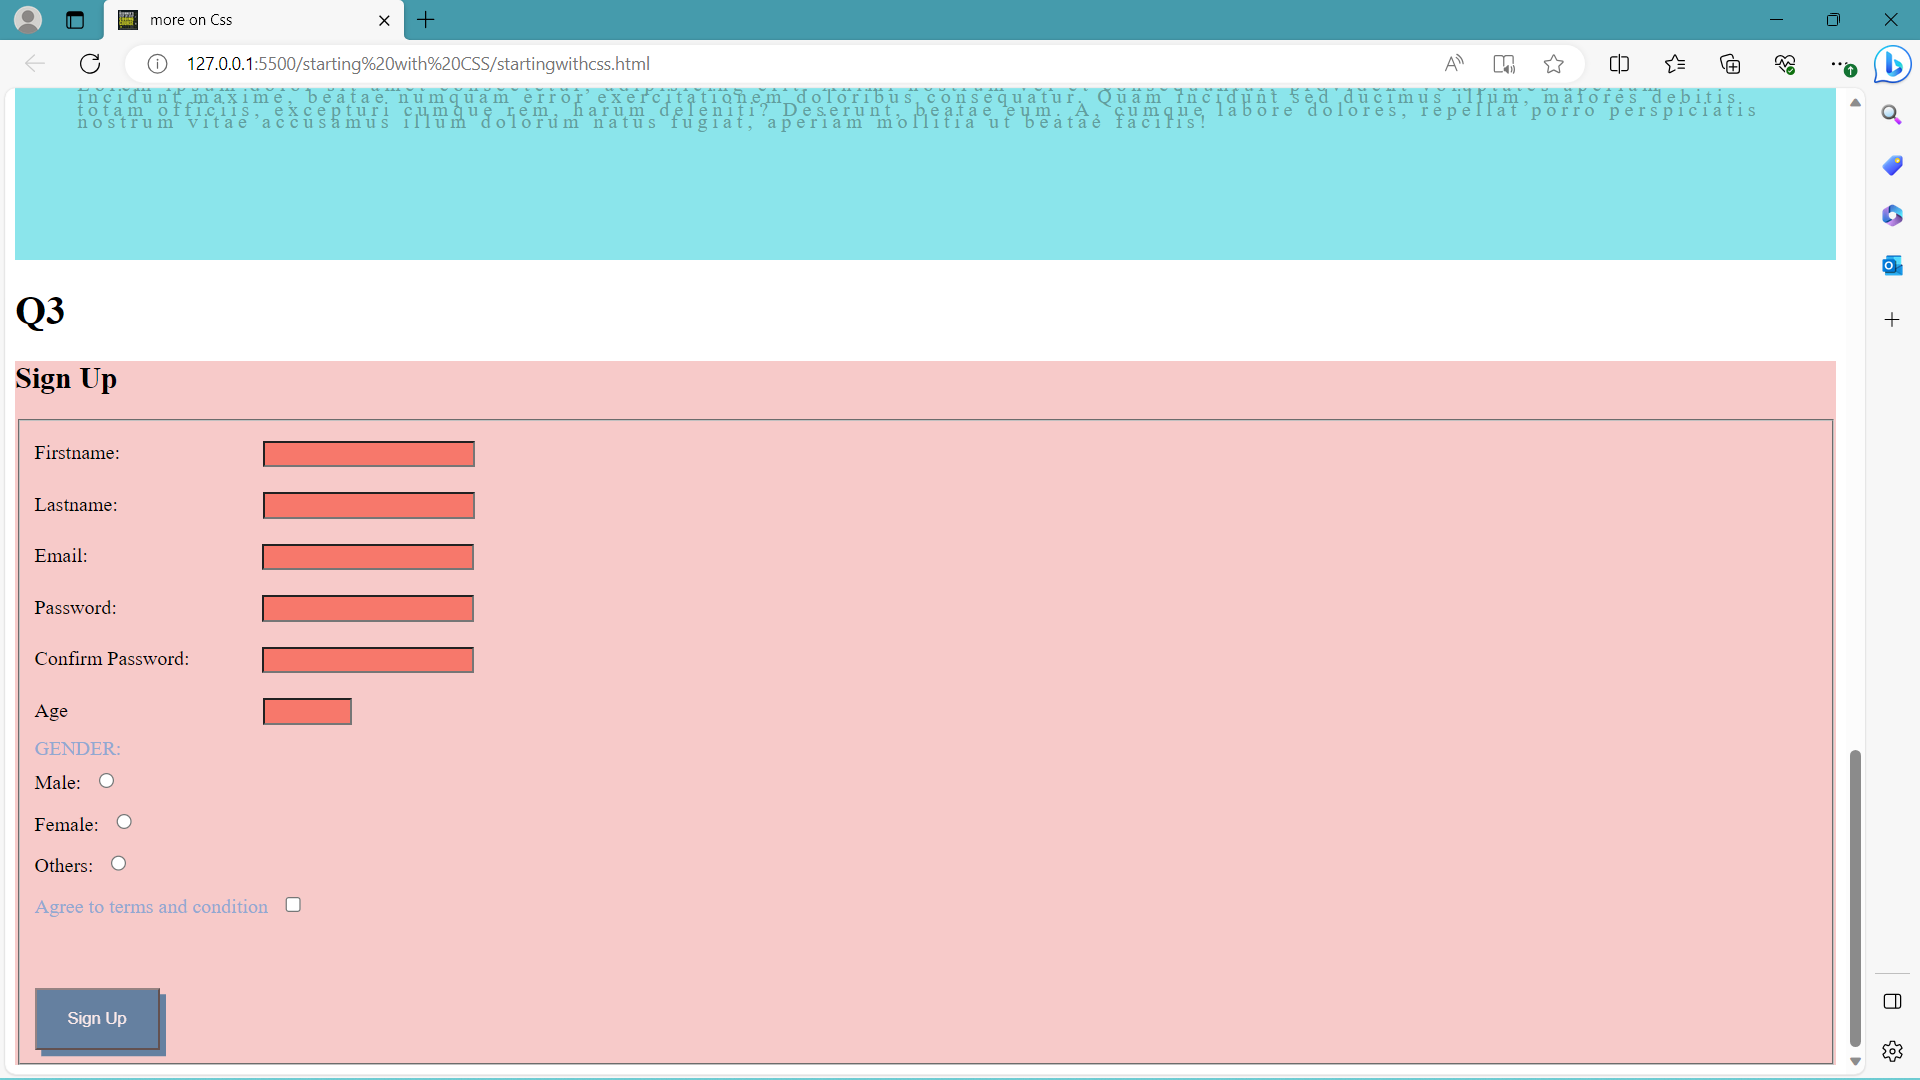 more on Css
127.0.0.1:5500/starting%20with%20CSS/startingwithcss.html
incidunt maxime, beatae numquam error exercitationem doloribus consequatur. Quam incidunt sed ducimus illum, maiores debitis
totam officiis, excepturi cumque rem, harum deleniti? Deserunt, beatae eum. A, cumque labore dolores, repellat porro perspiciatis
nostrum vitae accusamus illum dolorum natus fugiat, aperiam mollitia ut beatae facilis!
Q3
Sign Up
Firstname:
Lastname:
Email:
Password:
Confirm Password:
Age
GENDER:
Male:
Female:
Others:
Agree to terms and condition
Sign Up